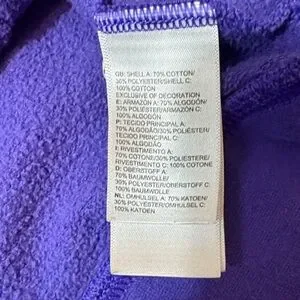 GB: SHELL A: 70% COTTON/
30% POLYESTER/SHELL C:
100% COTTON
EXCLUSIVE OF DECORATION
E: ARMAZÓN A: 70% ALGODÓN/
30% POLIÉSTER/ARMAZÓN C:
100% ALGODÓN
P: TECIDO PRINCIPAL A:
70% ALGODÃO/30% POLIÉSTER/
TECIDO PRINCIPAL C:
100% ALGODÃO
I: RIVESTIMENTO A:
70% COTONE/30% POLIESTERE/
RIVESTIMENTO C: 100% COTONE
D: OBERSTOFF A:
70% BAUMWOLLE/
30% POLYESTER/OBERSTOFF C:
100% BAUMWOLLE
NL: OMHULSEL A: 70% KATOEN/
30% POLYESTER/OMHULSEL C:
100% KATOEN